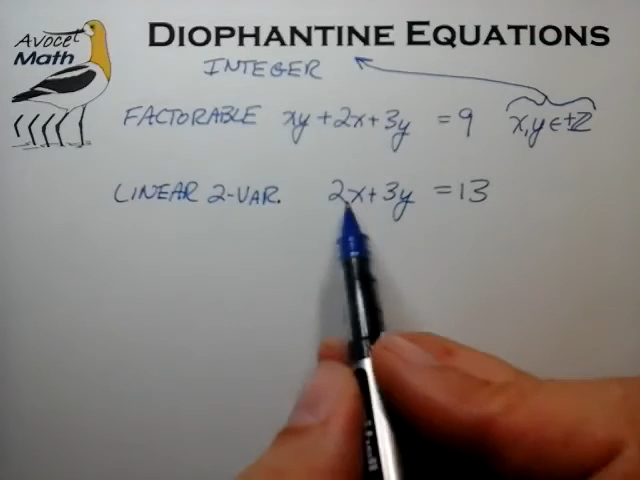 Avocet
Math
DIOPHANTINE EQUATIONS
INTEGER
FACTORABLE xy + 2x + 3y = 9 x,y ∈ ±ℤ
LINEAR 2-VAR. 2x + 3y = 13